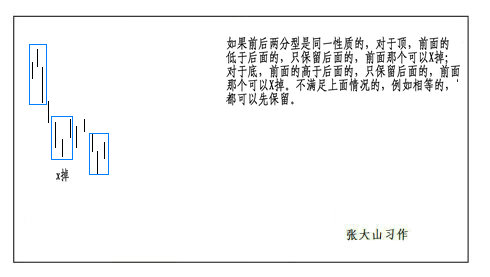 如果前后两分型是同一性质的，对于顶，前面的
低于后面的，只保留后面的，前面那个可以X掉；
对于底，前面的高于后面的，只保留后面的，前面
那个可以X掉。不满足上面情况的，例如相等的，
都可以先保留。
x掉
张大山习作